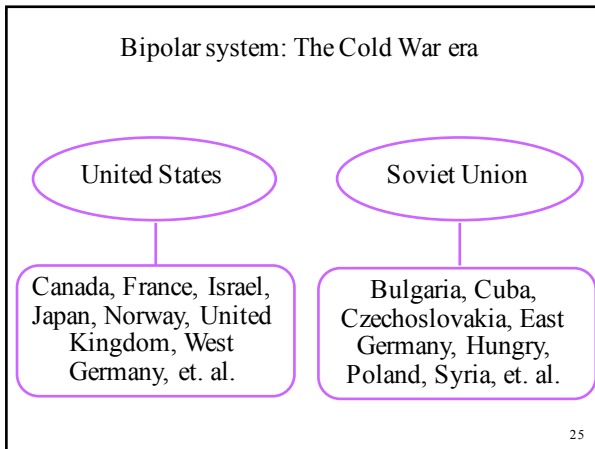 Bipolar system: The Cold War era
United States
Soviet Union
Canada, France, Israel,
Japan, Norway, United
Kingdom, West
Germany, et. al.
Bulgaria, Cuba,
Czechoslovakia, East
Germany, Hungry,
Poland, Syria, et. al.
25